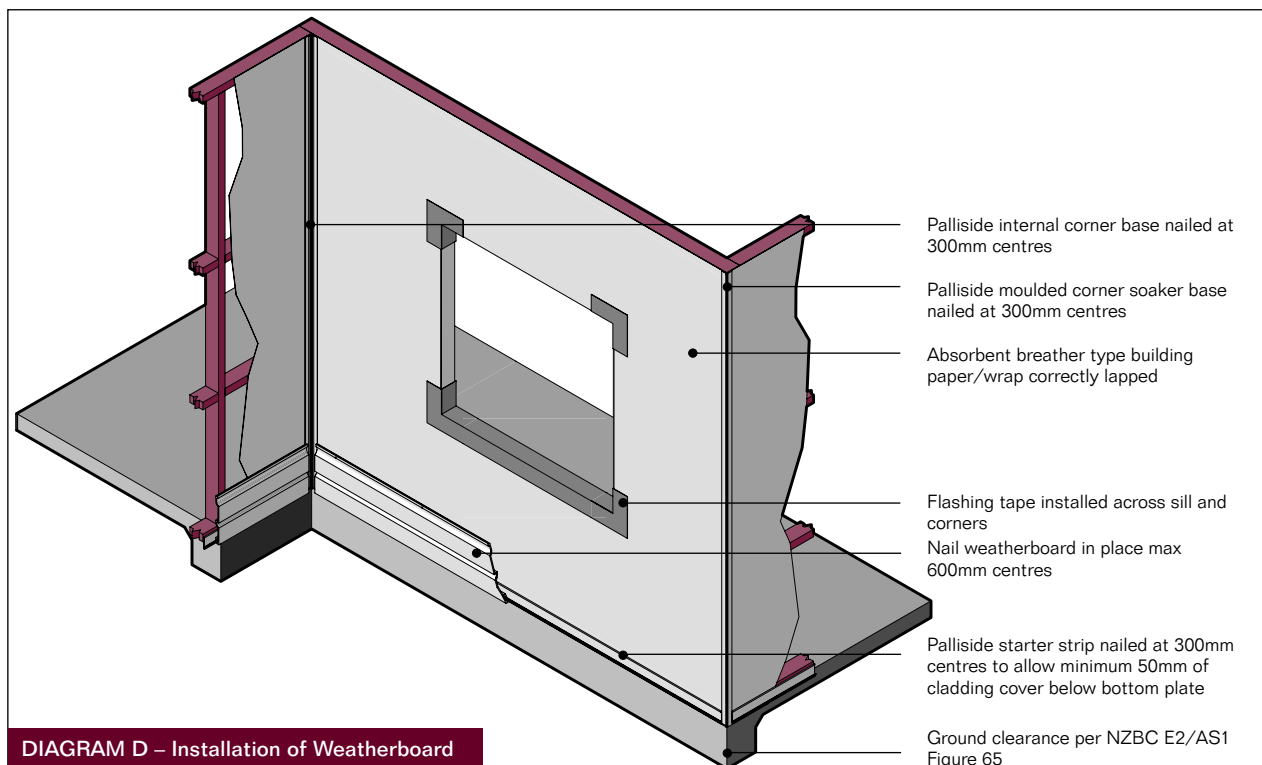 Palliside internal corner base nailed at
300mm centres
Palliside moulded corner soaker base
nailed at 300mm centres
Absorbent breather type building
paper/wrap correctly lapped
Flashing tape installed across sill and
corners
Nail weatherboard in place max
600mm centres
Palliside starter strip nailed at 300mm
centres to allow minimum 50mm of
cladding cover below bottom plate
Ground clearance per NZBC E2/AS1
Figure 65
DIAGRAM D – Installation of Weatherboard